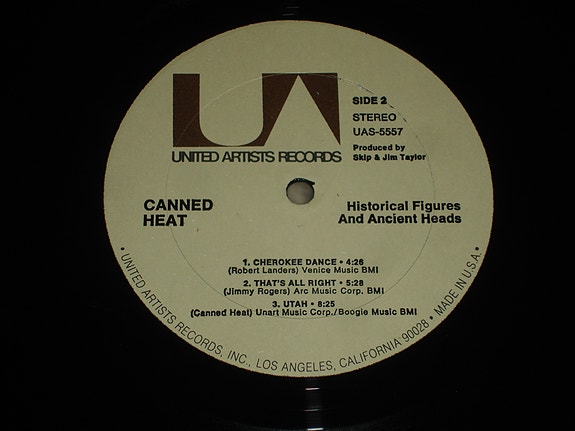 UA
UNITED ARTISTS RECORDS
SIDE 2
STEREO
UAS-5557
Produced by
Skip & Jim Taylor
CANNED
HEAT
Historical Figures
And Ancient Heads
1. CHEROKEE DANCE • 4:26
(Robert Landers) Venice Music BMI
2. THAT'S ALL RIGHT • 5:28
(Jimmy Rogers) Arc Music Corp. BMI
3. UTAH • 8:25
(Canned Heat) Unart Music Corp./Boogie Music BMI
• UNITED ARTISTS RECORDS, INC., LOS ANGELES, CALIFORNIA 90028 • MADE IN U.S.A. •